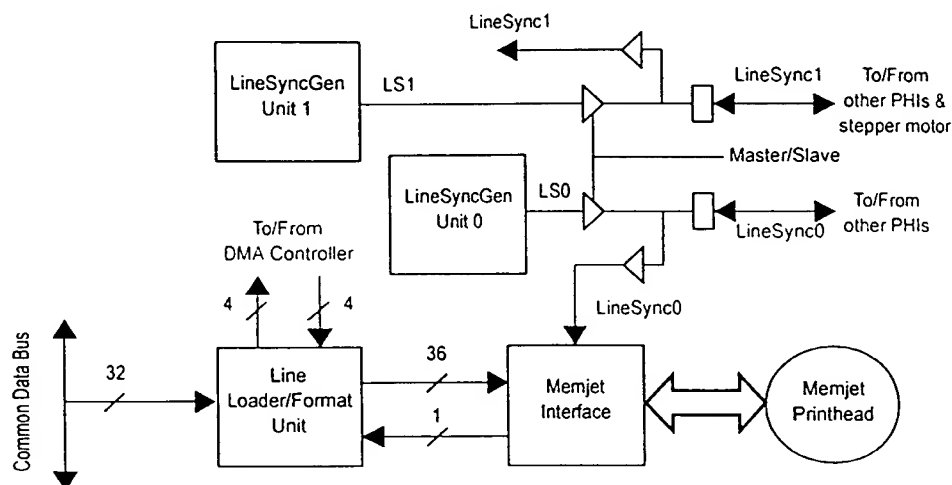 LineSync1
LineSyncGen
Unit 1
LS1
LineSync1
To/From
other PHIs &
stepper motor
Master/Slave
LineSyncGen
Unit 0
LS0
LineSync0
To/From
other PHIs
To/From
DMA Controller
4
4
LineSync0
Common Data Bus
32
Line
Loader/Format
Unit
36
1
Memjet
Interface
Memjet
Printhead